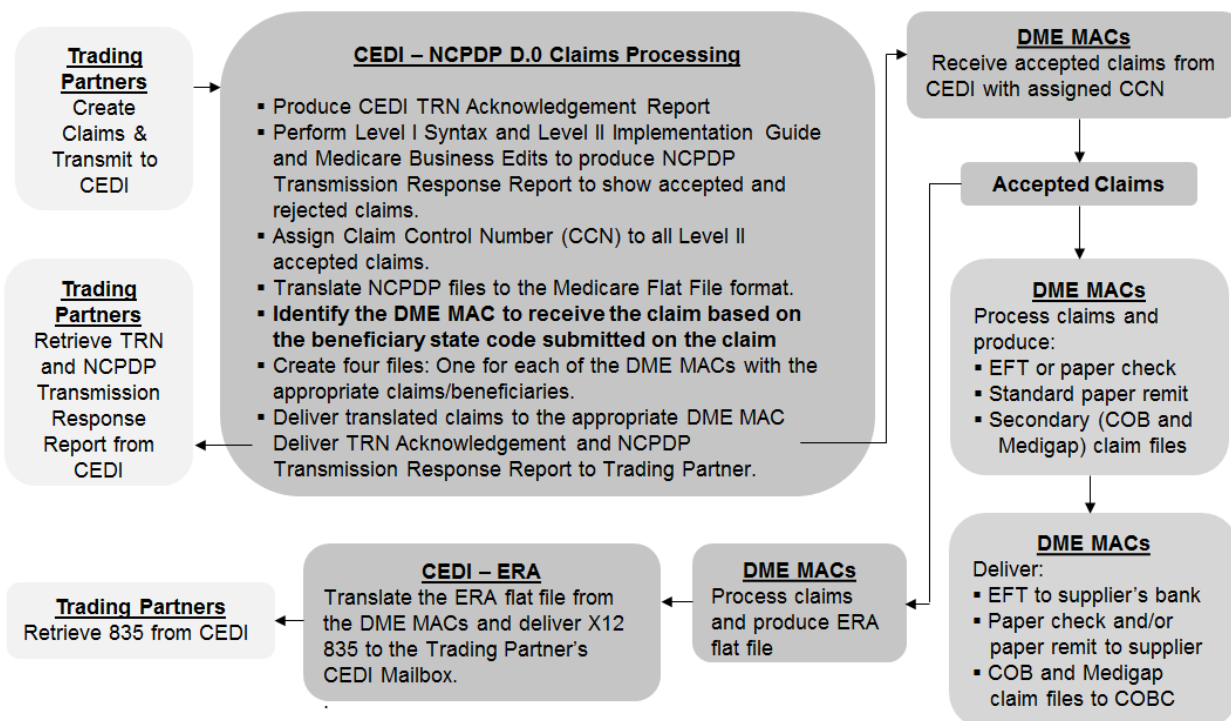 Trading
Partners
Create
Claims &
Transmit to
CEDI
CEDI – NCPDP D.0 Claims Processing
▪ Produce CEDI TRN Acknowledgement Report
▪ Perform Level I Syntax and Level II Implementation Guide
and Medicare Business Edits to produce NCPDP
Transmission Response Report to show accepted and
rejected claims.
▪ Assign Claim Control Number (CCN) to all Level II
accepted claims.
▪ Translate NCPDP files to the Medicare Flat File format.
▪ Identify the DME MAC to receive the claim based on
the beneficiary state code submitted on the claim
▪ Create four files: One for each of the DME MACs with the
appropriate claims/beneficiaries.
▪ Deliver translated claims to the appropriate DME MAC
Deliver TRN Acknowledgement and NCPDP
Transmission Response Report to Trading Partner.
Trading
Partners
Retrieve TRN
and NCPDP
Transmission
Response
Report from
CEDI
DME MACs
Receive accepted claims from
CEDI with assigned CCN
Accepted Claims
DME MACs
Process claims and
produce:
▪ EFT or paper check
▪ Standard paper remit
▪ Secondary (COB and
Medigap) claim files
DME MACs
Deliver:
▪ EFT to supplier's bank
▪ Paper check and/or
paper remit to supplier
▪ COB and Medigap
claim files to COBC
DME MACs
Process claims
and produce ERA
flat file
CEDI – ERA
Translate the ERA flat file from
the DME MACs and deliver X12
835 to the Trading Partner's
CEDI Mailbox.
.
Trading Partners
Retrieve 835 from CEDI